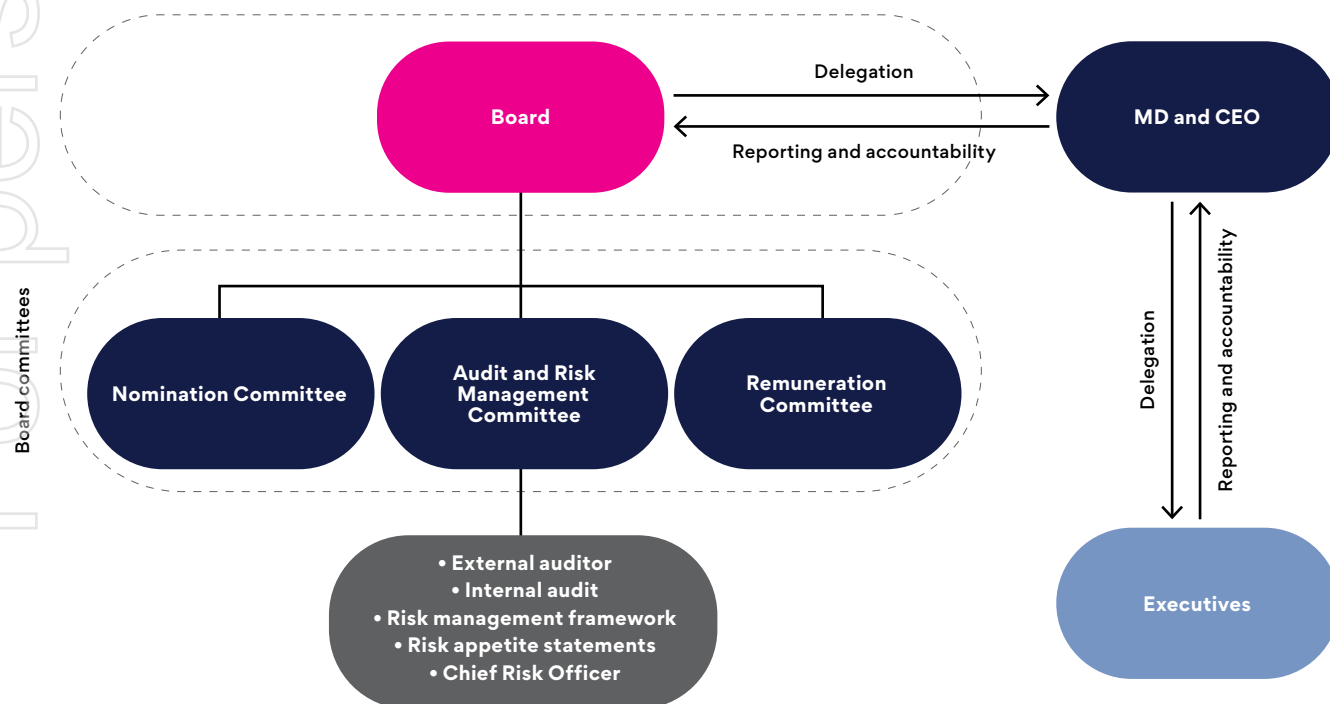 Board
Delegation
Reporting and accountability
MD and CEO
Board committees
Nomination Committee
Audit and Risk
Management
Committee
Remuneration
Committee
Delegation
Reporting and accountability
• External auditor
• Internal audit
• Risk management framework
• Risk appetite statements
• Chief Risk Officer
Executives